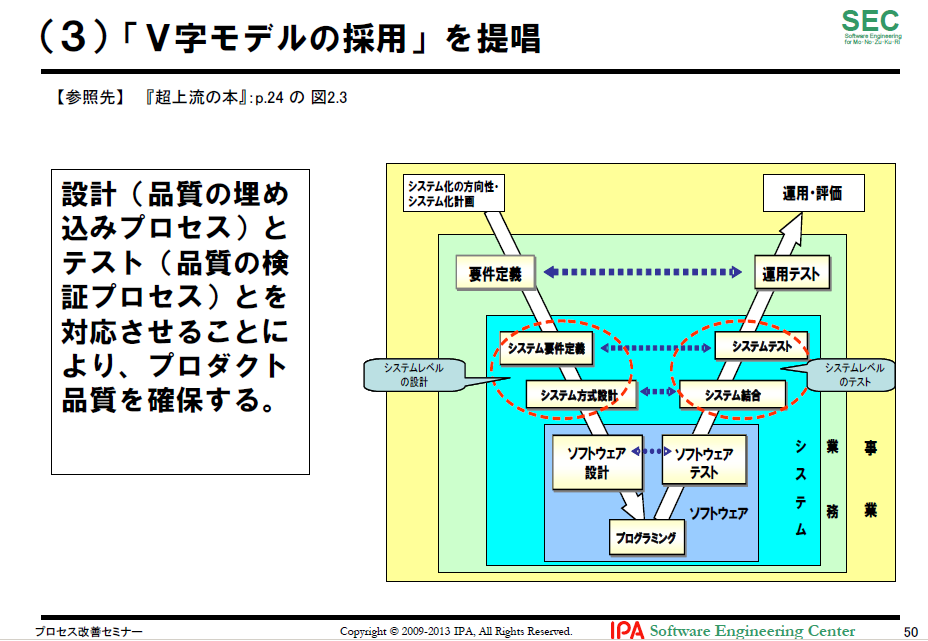 (３)「Ｖ字モデルの採用」を提唱
SEC
Software Engineering
for Mo・No・Zu・Ku・Ri
【参照先】 『超上流の本』:p.24 の 図2.3
設計（品質の埋め
込みプロセス）と
テスト（品質の検
証プロセス）とを
対応させることに
より、プロダクト
品質を確保する。
システム化の方向性・
システム化計画
運用・評価
要件定義
運用テスト
システム要件定義
システムテスト
システムレベル
の設計
システムレベル
のテスト
システム方式設計
システム結合
ソフトウェア
設計
ソフトウェア
テスト
ソフトウェア
プログラミング
システム
業務
事業
プロセス改善セミナー
Copyright © 2009-2013 IPA, All Rights Reserved.
IPA Software Engineering Center
50